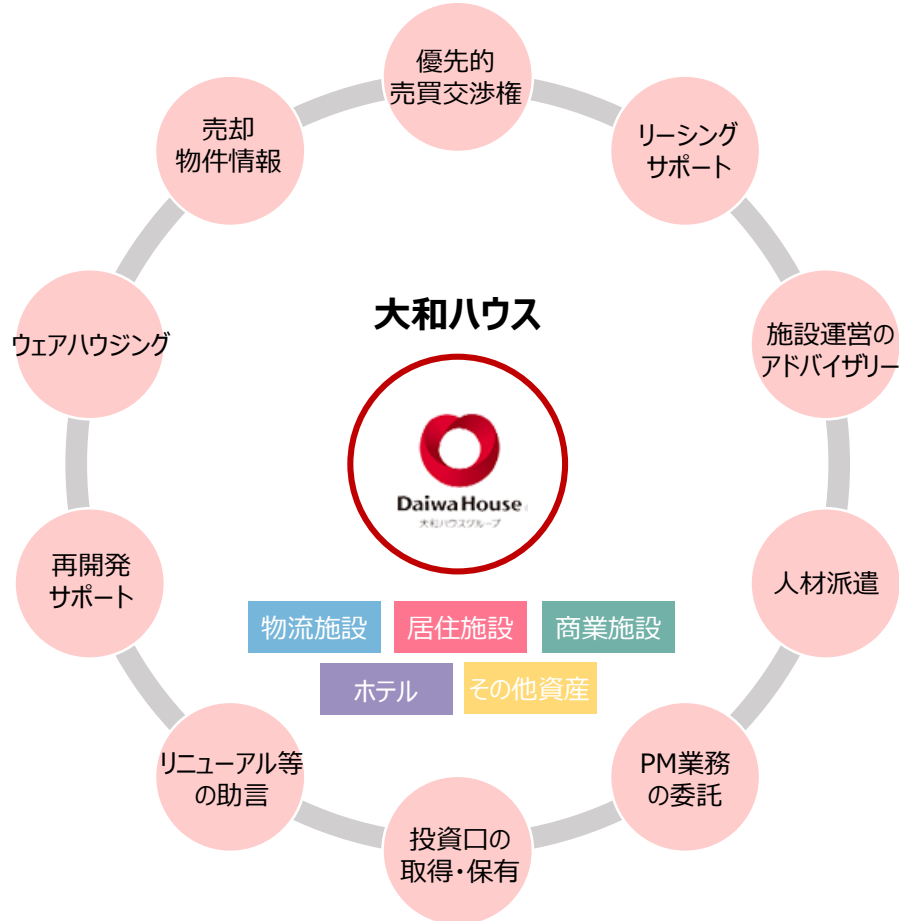 優先的
売買交渉権
リーシング
サポート
施設運営の
アドバイザリー
人材派遣
PM業務
の委託
投資口の
取得・保有
リニューアル等
の助言
再開発
サポート
ウェアハウジング
売却
物件情報
大和ハウス
Daiwa House
大和ハウスグループ
物流施設 居住施設 商業施設
ホテル その他資産